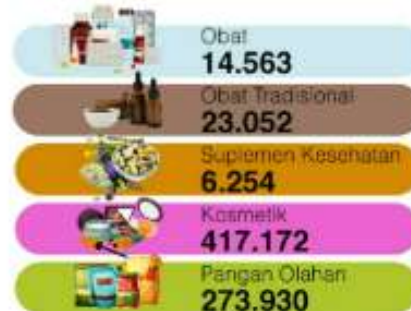 Obat
14.563
Obat Tradisional
23.052
Suplemen Kesehatan
6.254
Kosmetik
417.172
Pangan Olahan
273.930